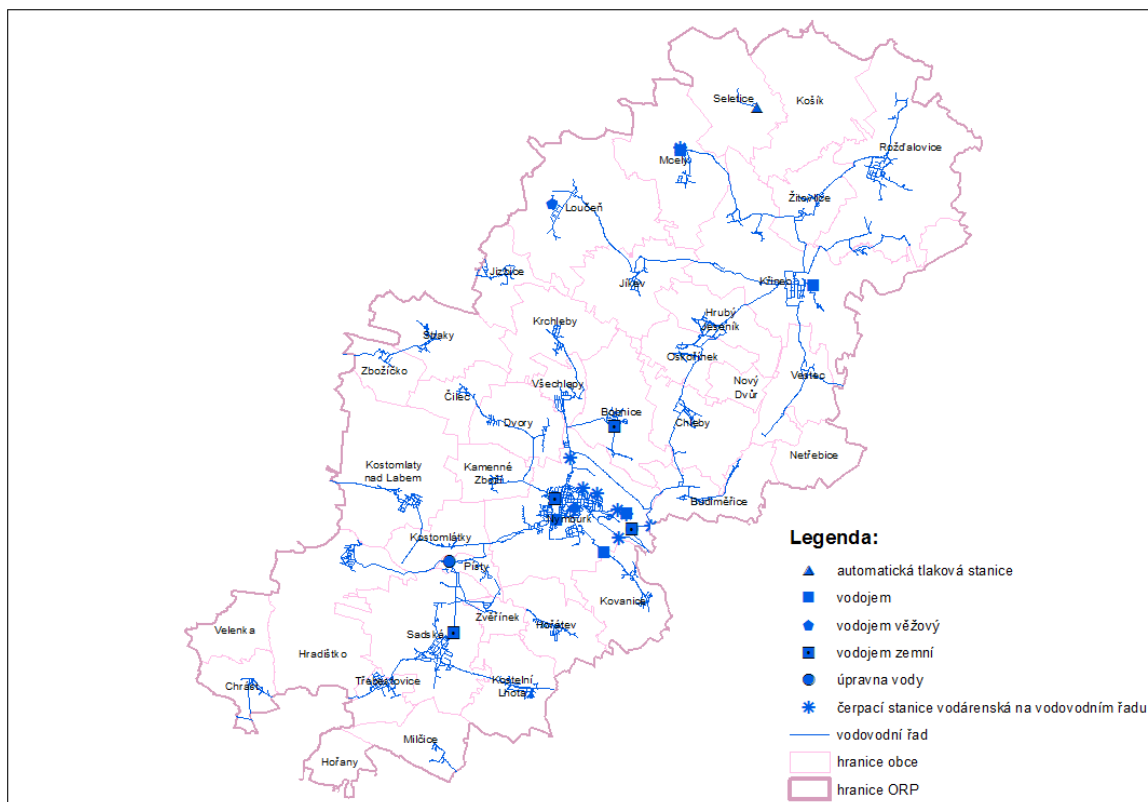 Seletice
Košík
Rožďalovice
Mcely
Žitovlice
Loučeň
Jizbice
Jíkev
Křinec
Hrubý
Jeseník
Krchleby
Straky
Oskořínek
Zbožíčko
Nový
Dvůr
Vestec
Všechlapy
Čilec
Bobnice
Dvory
Chleby
Netřebice
Kostomlaty
nad Labem
Kamenné
Zboží
Budiměřice
Nymburk
Kostomlátky
Písty
Kovanice
Zvěřínek
Velenka
Sadská
Hořátev
Hradištko
Chrást
Třebestovice
Kostelní
Lhota
Milčice
Hořany
Legenda:
automatická tlaková stanice
vodojem
vodojem věžový
vodojem zemní
úpravna vody
čerpací stanice vodárenská na vodovodním řadu
vodovodní řad
hranice obce
hranice ORP